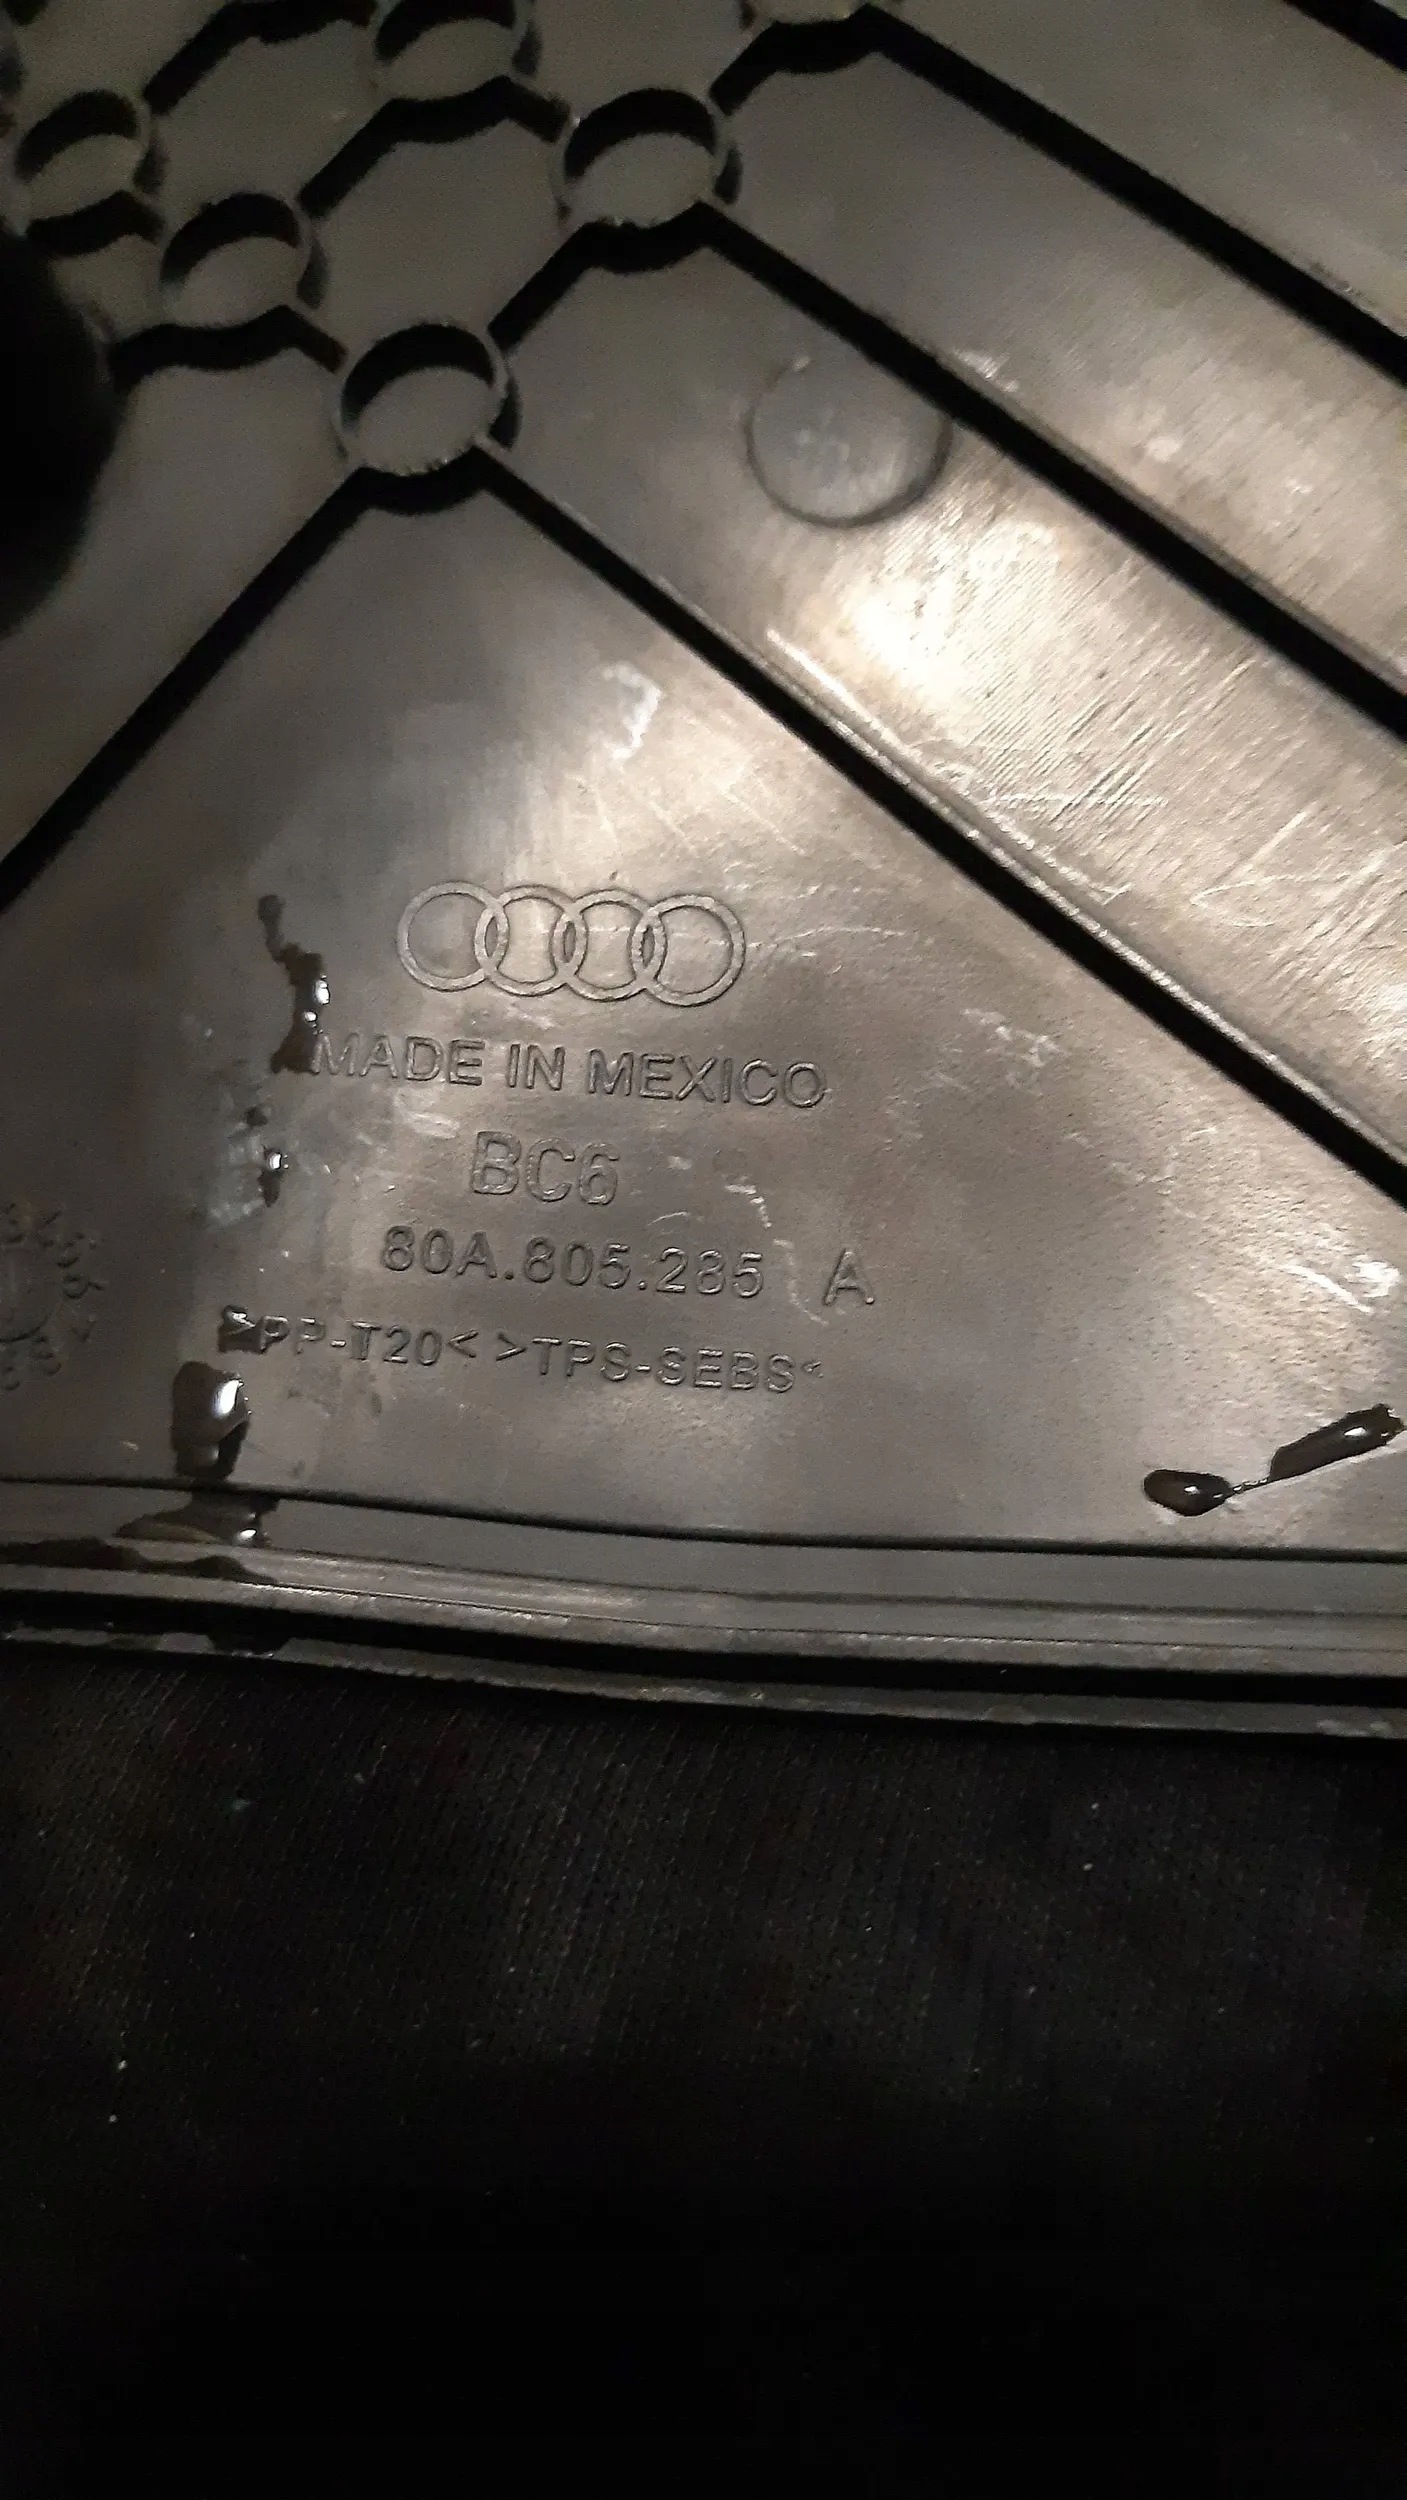 MADE IN MEXICO
BC6
80A.805.285 A
>PP-T20< >TPS-SEBS<